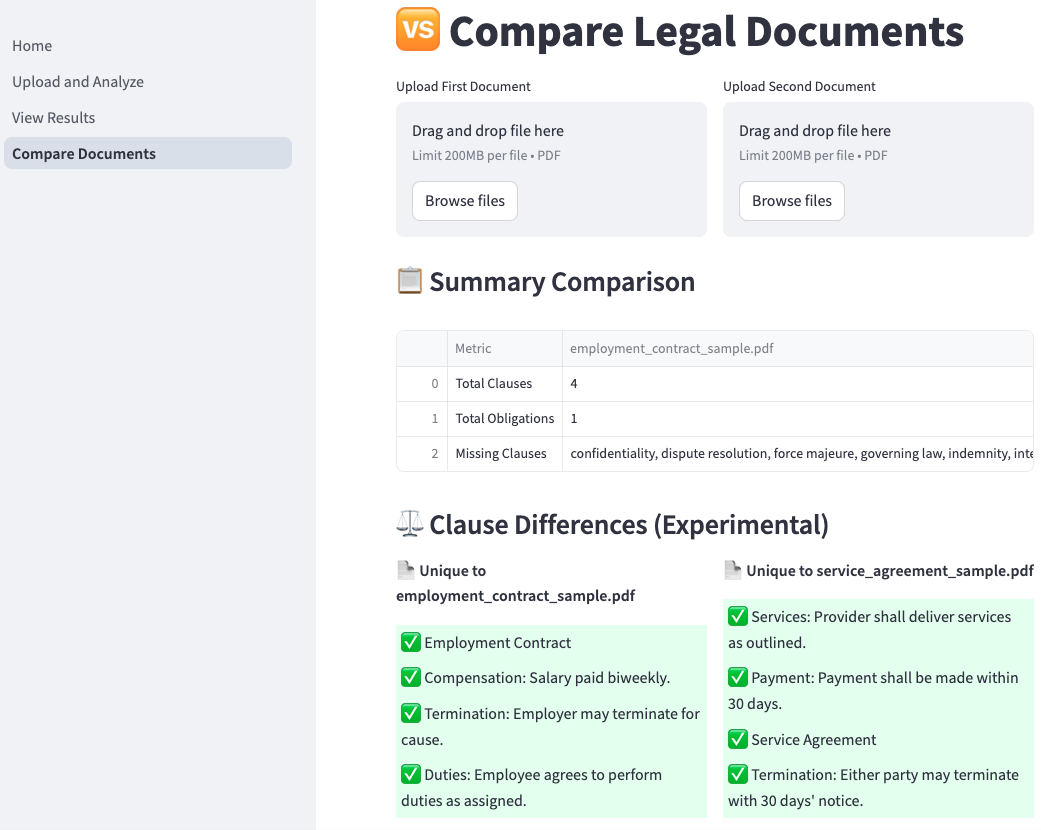 Home
Upload and Analyze
View Results
Compare Documents
VS Compare Legal Documents
Upload First Document
Drag and drop file here
Limit 200MB per file • PDF
Browse files
Upload Second Document
Drag and drop file here
Limit 200MB per file • PDF
Browse files
Summary Comparison
Metric employment_contract_sample.pdf
0 Total Clauses 4
1 Total Obligations 1
2 Missing Clauses confidentiality, dispute resolution, force majeure, governing law, indemnity, inte
Clause Differences (Experimental)
Unique to
employment_contract_sample.pdf
Employment Contract
Compensation: Salary paid biweekly.
Termination: Employer may terminate for
cause.
Duties: Employee agrees to perform
duties as assigned.
Unique to service_agreement_sample.pdf
Services: Provider shall deliver services
as outlined.
Payment: Payment shall be made within
30 days.
Service Agreement
Termination: Either party may terminate
with 30 days' notice.